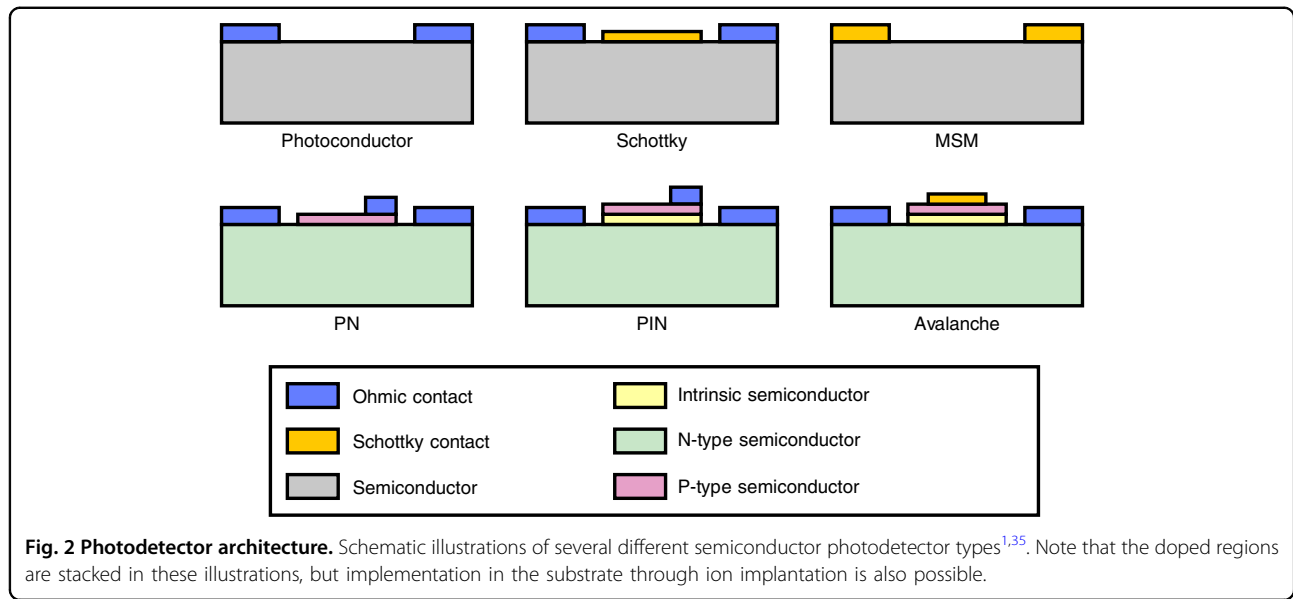 Photoconductor
Schottky
MSM
PN
PIN
Avalanche
Ohmic contact
Schottky contact
Semiconductor
Intrinsic semiconductor
N-type semiconductor
P-type semiconductor
Fig. 2 Photodetector architecture. Schematic illustrations of several different semiconductor photodetector types1,35. Note that the doped regions
are stacked in these illustrations, but implementation in the substrate through ion implantation is also possible.